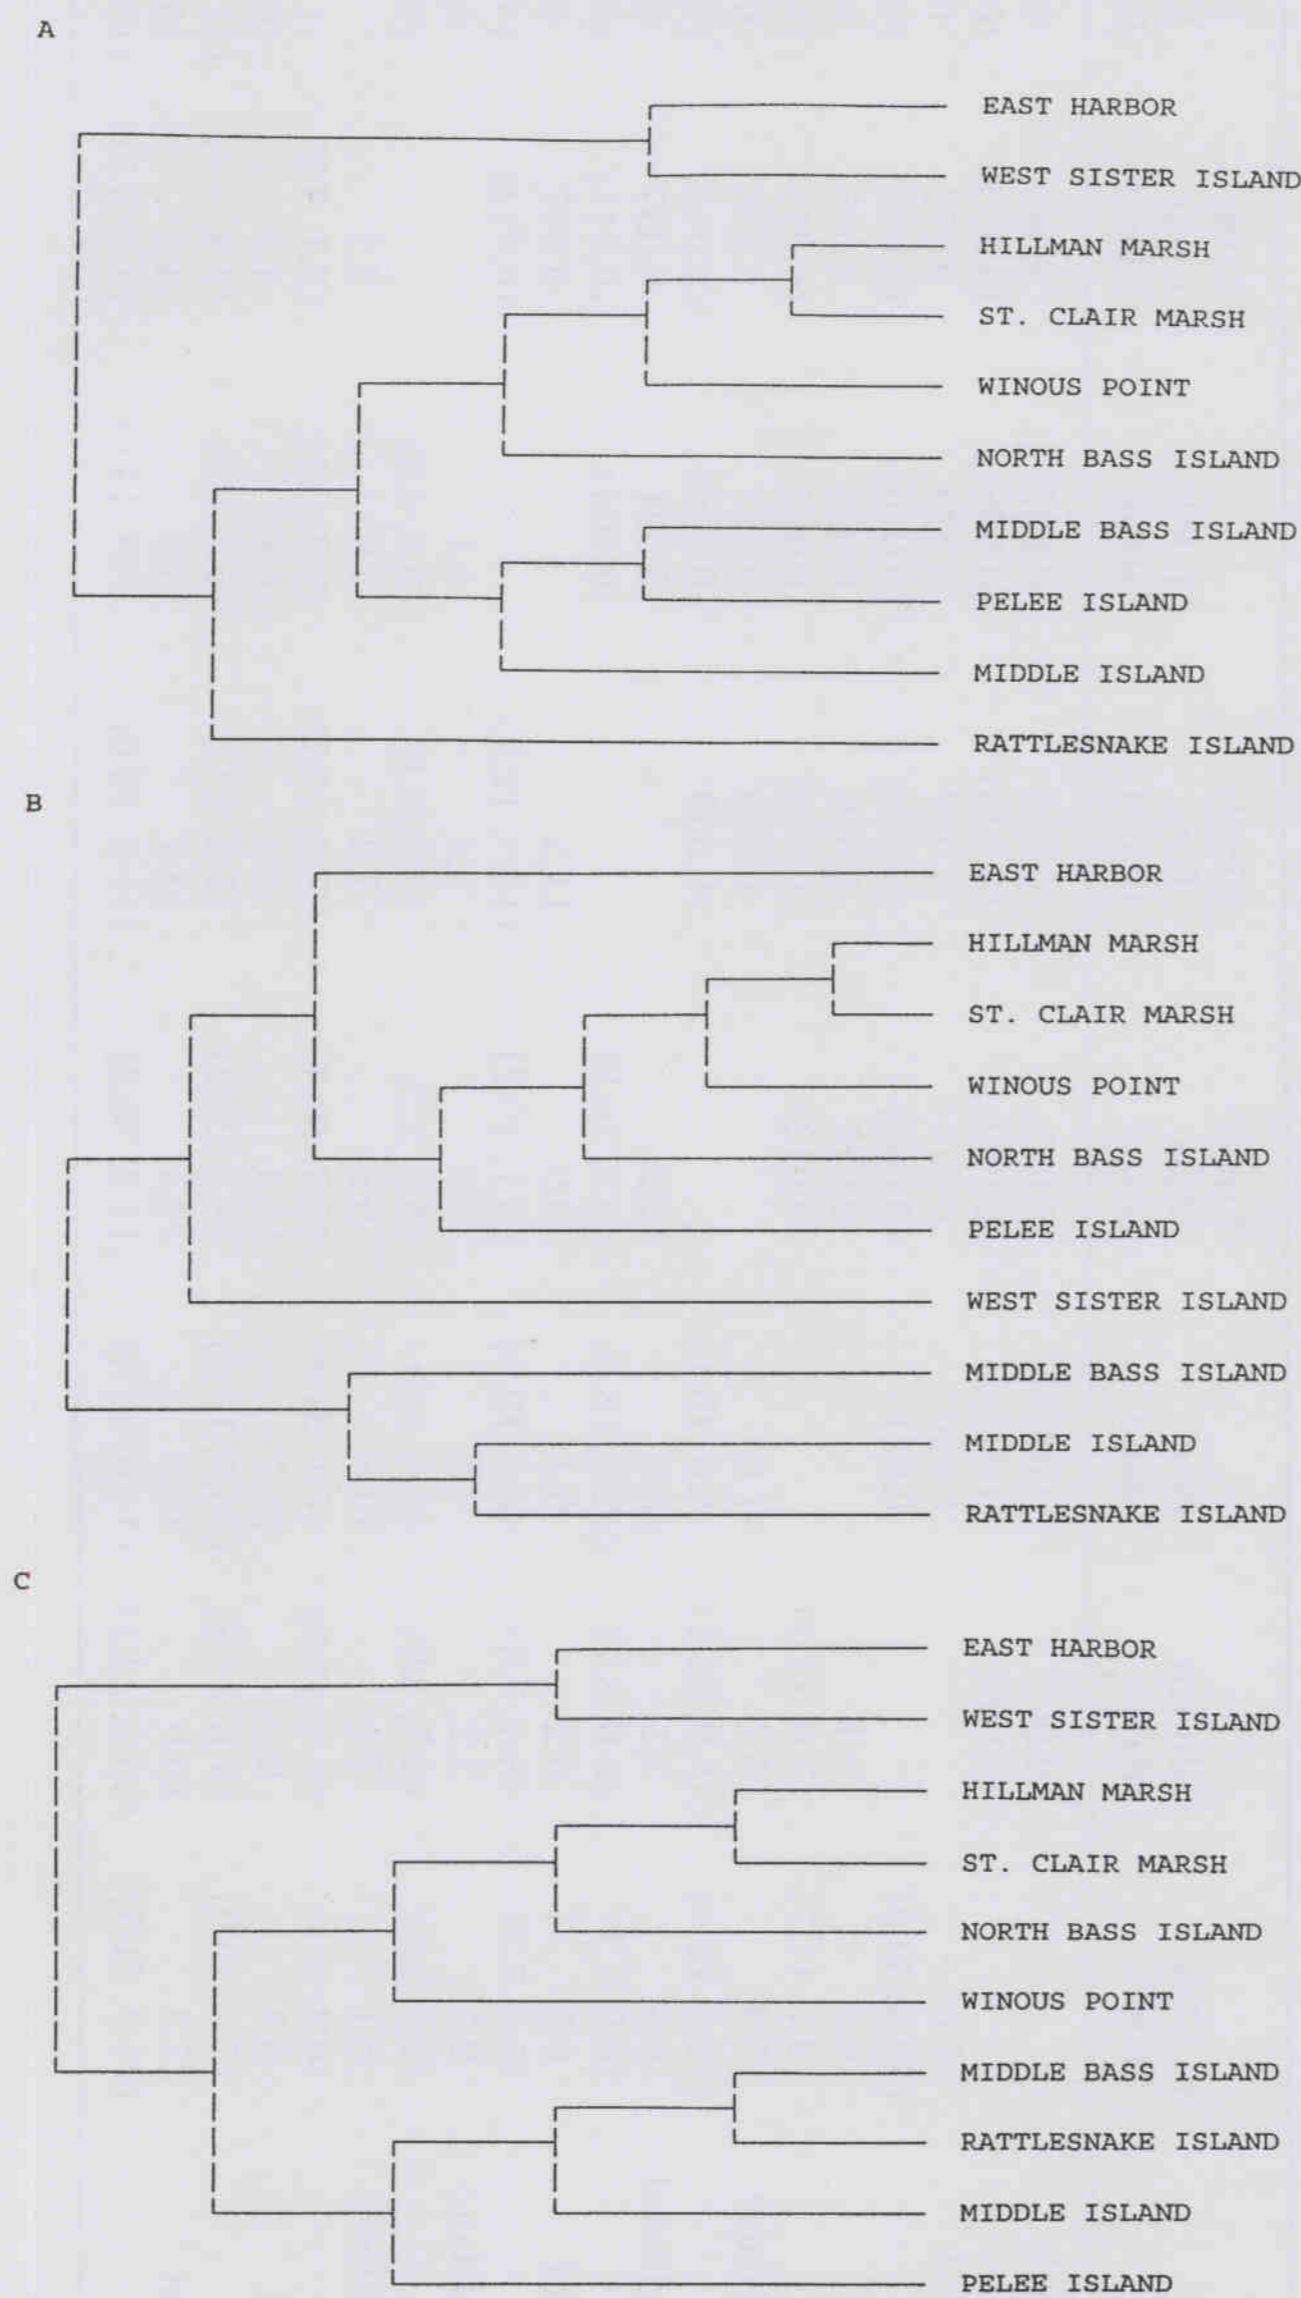 A
EAST HARBOR
WEST SISTER ISLAND
HILLMAN MARSH
ST. CLAIR MARSH
WINOUS POINT
NORTH BASS ISLAND
MIDDLE BASS ISLAND
PELEE ISLAND
MIDDLE ISLAND
RATTLESNAKE ISLAND
B
EAST HARBOR
HILLMAN MARSH
ST. CLAIR MARSH
WINOUS POINT
NORTH BASS ISLAND
PELEE ISLAND
WEST SISTER ISLAND
MIDDLE BASS ISLAND
MIDDLE ISLAND
RATTLESNAKE ISLAND
C
EAST HARBOR
WEST SISTER ISLAND
HILLMAN MARSH
ST. CLAIR MARSH
NORTH BASS ISLAND
WINOUS POINT
MIDDLE BASS ISLAND
RATTLESNAKE ISLAND
MIDDLE ISLAND
PELEE ISLAND